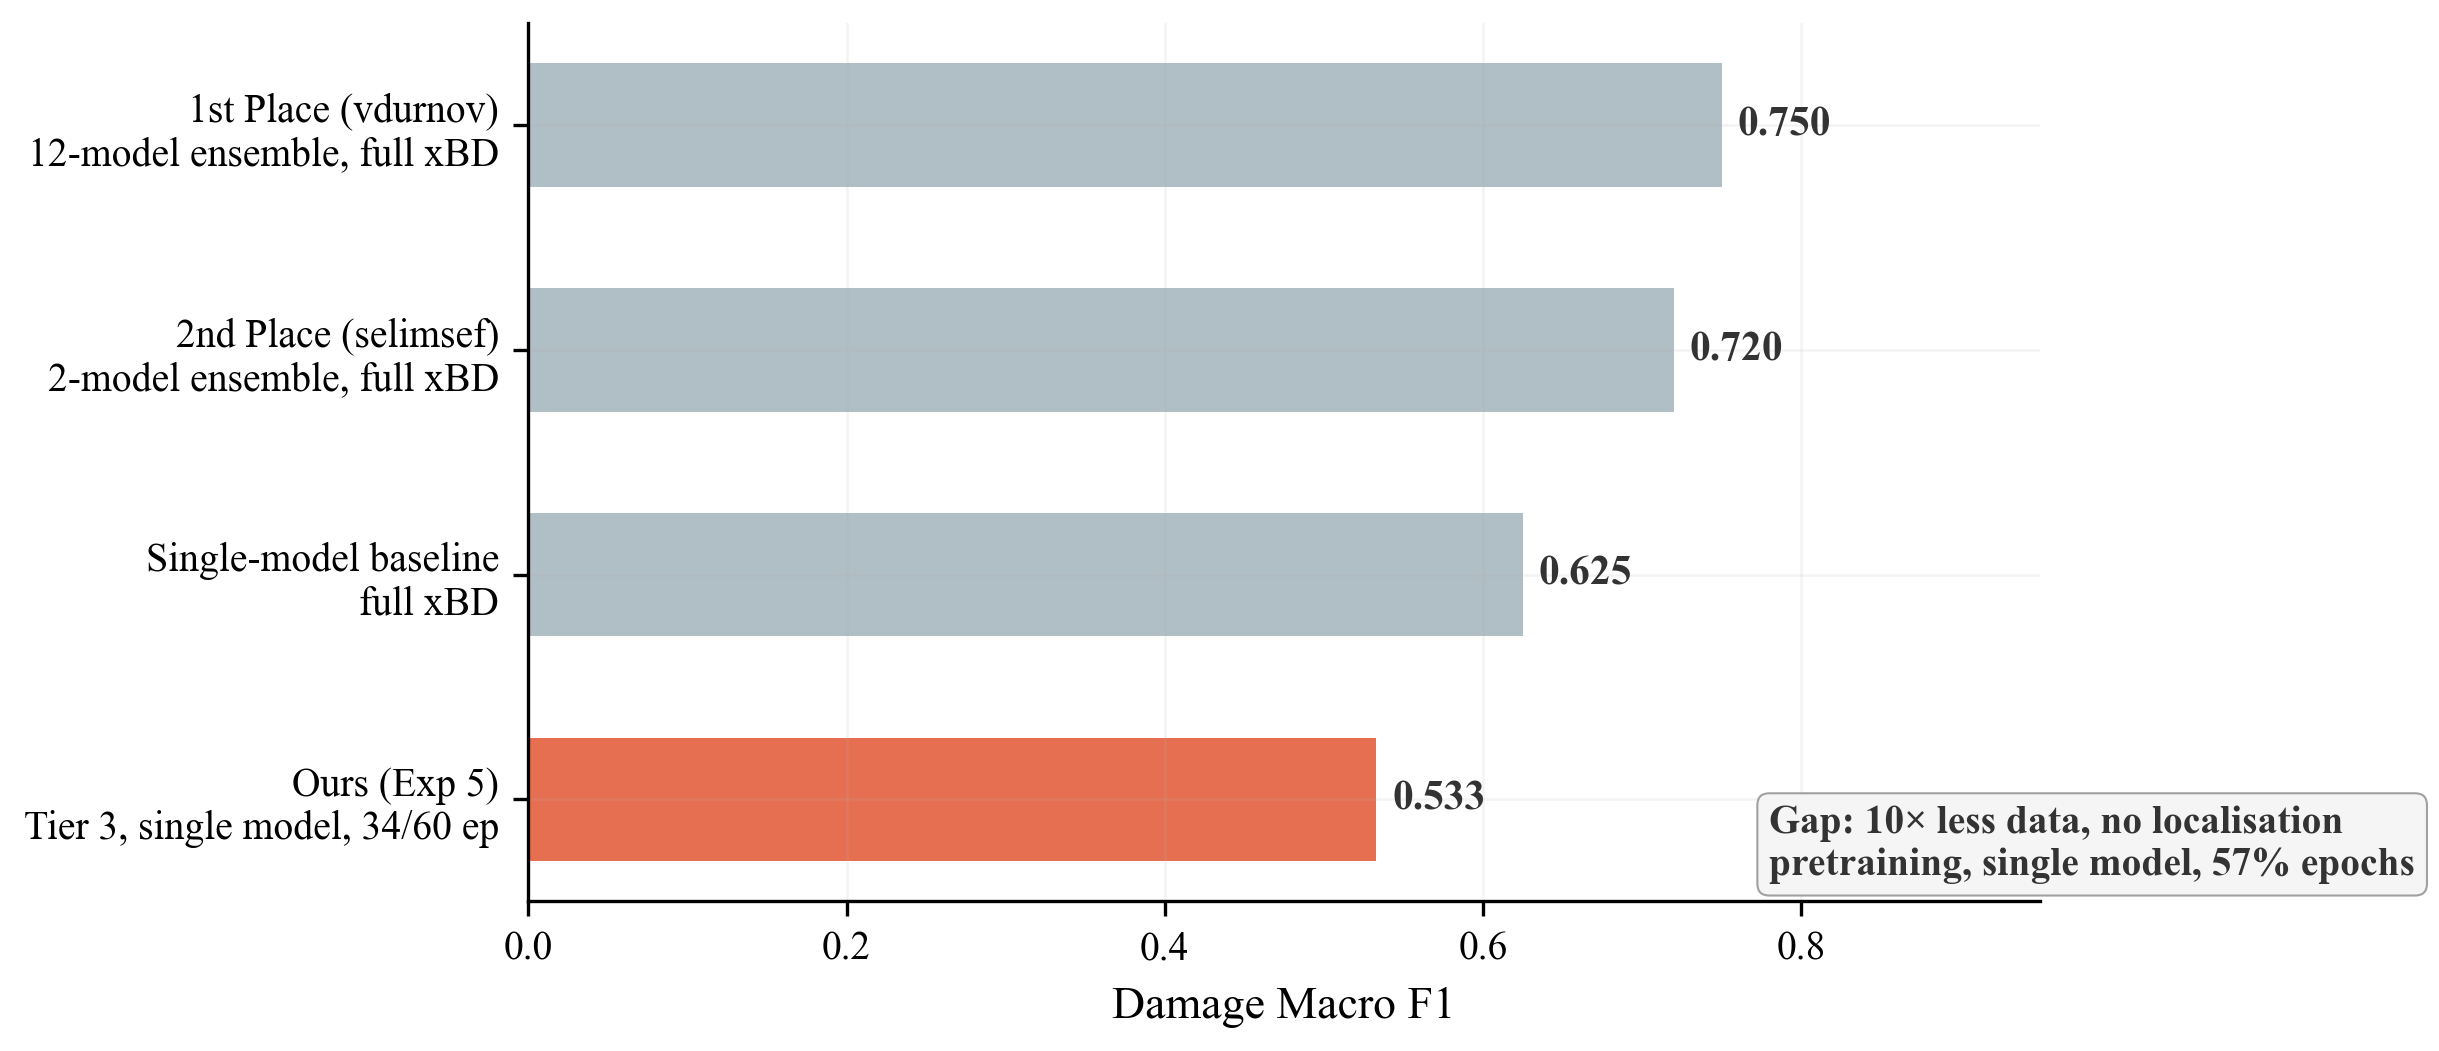 1st Place (vdurnov)
12-model ensemble, full xBD
0.750
2nd Place (selimsef)
2-model ensemble, full xBD
0.720
Single-model baseline
full xBD
0.625
Ours (Exp 5)
Tier 3, single model, 34/60 ep
0.533
Gap: 10× less data, no localisation
pretraining, single model, 57% epochs
0.0 0.2 0.4 0.6 0.8
Damage Macro F1